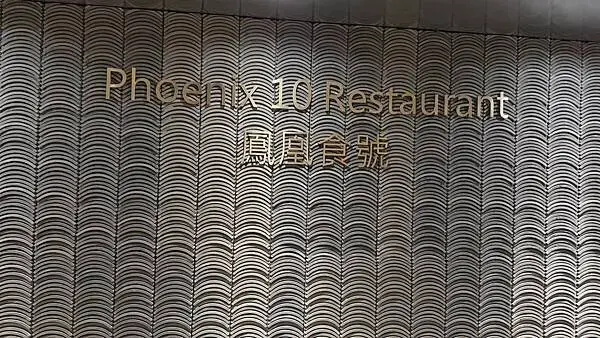 Phoenix 10 Restaurant
鳳凰食號